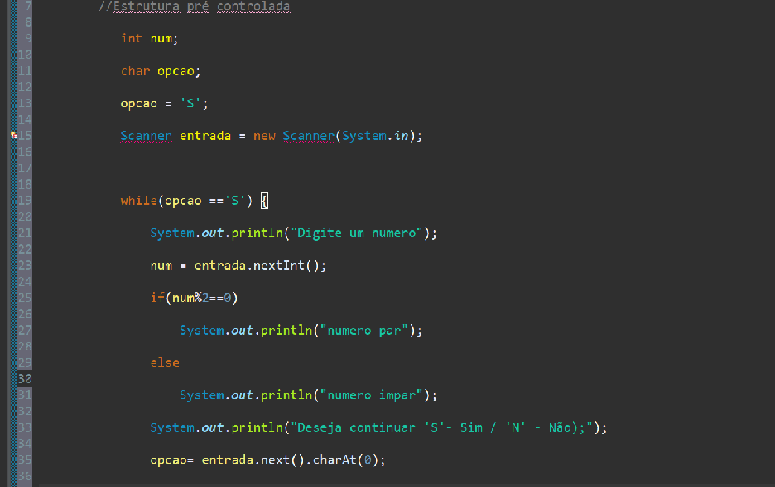 7 //Estrutura pré controlada
8
9 int num;
10
11 char opcao;
12
13 opcao = 'S';
14
15 Scanner entrada = new Scanner(System.in);
16
17
18
19 while(opcao =='S') {
20
21 System.out.println("Digite um numero");
22
23 num = entrada.nextInt();
24
25 if(num%2==0)
26
27 System.out.println("numero par");
28
29 else
30
31 System.out.println("numero impar");
32
33 System.out.println("Deseja continuar 'S'- Sim / 'N' - Não);");
34
35 opcao= entrada.next().charAt(0);
36